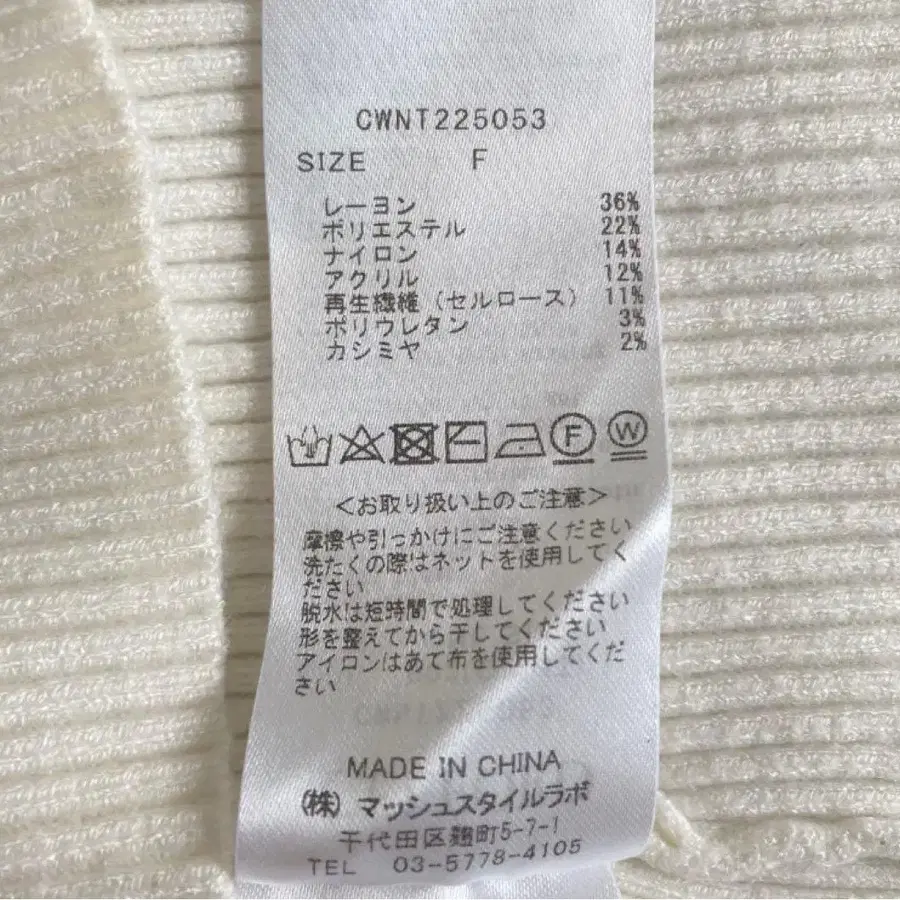 CWNT225053
SIZE F
レーヨン 36%
ポリエステル 22%
ナイロン 14%
アクリル 12%
再生繊維(セルロース) 11%
ポリウレタン 3%
カシミヤ 2%
F W
<お取り扱い上のご注意>
摩擦や引っかけにご注意ください
洗たくの際はネットを使用してく
ださい
脱水は短時間で処理してください
形を整えてから干してください
アイロンはあて布を使用してくだ
さい
MADE IN CHINA
(株) マッシュスタイルラボ
千代田区麹町5-7-1
TEL 03-5778-4105